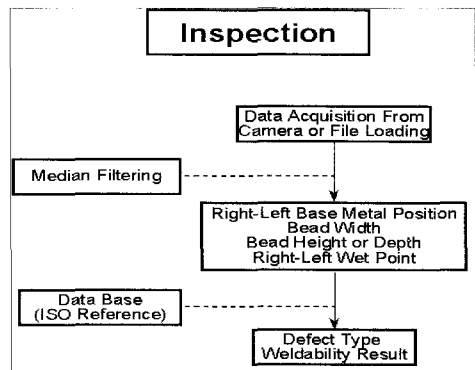 Inspection
Data Acquisition From
Camera or File Loading
Median Filtering
Right-Left Base Metal Position
Bead Width
Bead Height or Depth
Right-Left Wet Point
Data Base
(ISO Reference)
Defect Type
Weldability Result